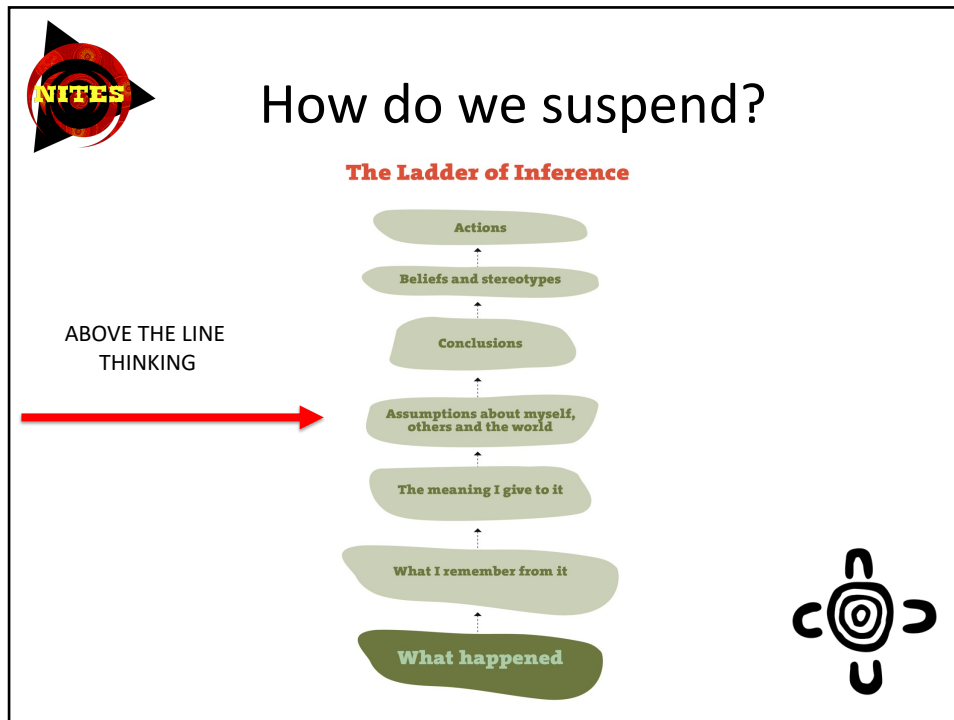 NITES
How do we suspend?
The Ladder of Inference
Actions
Beliefs and stereotypes
ABOVE THE LINE
THINKING
Conclusions
Assumptions about myself,
others and the world
The meaning I give to it
What I remember from it
What happened